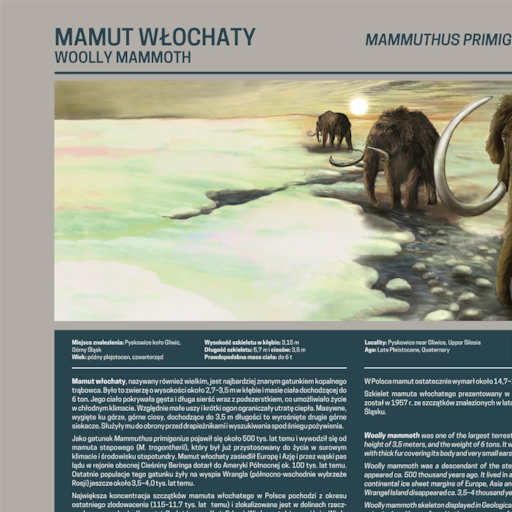 MAMUT WŁOCHATY
WOOLLY MAMMOTH
MAMMUTHUS PRIMIG
Miejsce znalezienia: Pyskowice koło Gliwic,
Górny Śląsk
Wiek: późny plejstocen, czwartorzęd
Wysokość szkieletu w kłębie: 3,15 m
Długość szkieletu: 5,7 m i ciosów: 3,5 m
Prawdopodobna masa ciała: do 6 t
Locality: Pyskowice near Gliwice, Upper Silesia
Age: Late Pleistocene, Quaternary
Mamut włochaty, nazywany również wielkim, jest najbardziej znanym gatunkiem kopalnego
trąbowca. Było to zwierzę o wysokości około 2,7–3,5 m w kłębie i masie ciała dochodzącej do
6 ton. Jego ciało pokrywała gęsta i długa sierść wraz z podszerstkiem, co umożliwiało życie
w chłodnym klimacie. Względnie małe uszy i krótki ogon ograniczały utratę ciepła. Masywne,
wygięte ku górze, górne ciosy, dochodzące do 3,5 m długości to wyrośnięte drugie górne
siekacze. Służyły mu do obrony przed drapieżnikami i wyszukiwania spod śniegu pożywienia.
Jako gatunek Mammuthus primigenius pojawił się około 500 tys. lat temu i wywodził się od
mamuta stepowego (M. trogontherii), który był już przystosowany do życia w surowym
klimacie i środowisku stepotundry. Mamut włochaty zasiedlił Europę i Azję i przez wąski pas
lądu w rejonie obecnej Cieśniny Beringa dotarł do Ameryki Północnej ok. 100 tys. lat temu.
Ostatnie populacje tego gatunku żyły na wyspie Wrangla (północno-wschodnie wybrzeże
Rosji) jeszcze około 3,5–4,0 tys. lat temu.
Największa koncentracja szczątków mamuta włochatego w Polsce pochodzi z okresu
ostatniego zlodowacenia (115–11,7 tys. lat temu) i zlokalizowana jest w dolinach rzecz-
W Polsce mamut ostatecznie wymarł około 14,7–
Szkielet mamuta włochatego prezentowany w
został w 1957 r. ze szczątków znalezionych w lata
Śląsku.
Woolly mammoth was one of the largest terrest
height of 3,5 meters, and the weight of 6 tons. It w
with thick fur covering its body and very small ears
Woolly mammoth was a descendant of the ste
appeared ca. 500 thousand years ago. It lived in a
continental ice sheet margins of Europe, Asia an
Wrangel Island disappeared ca. 3,5–4 thousand ye
Woolly mammoth skeleton displayed in Geological